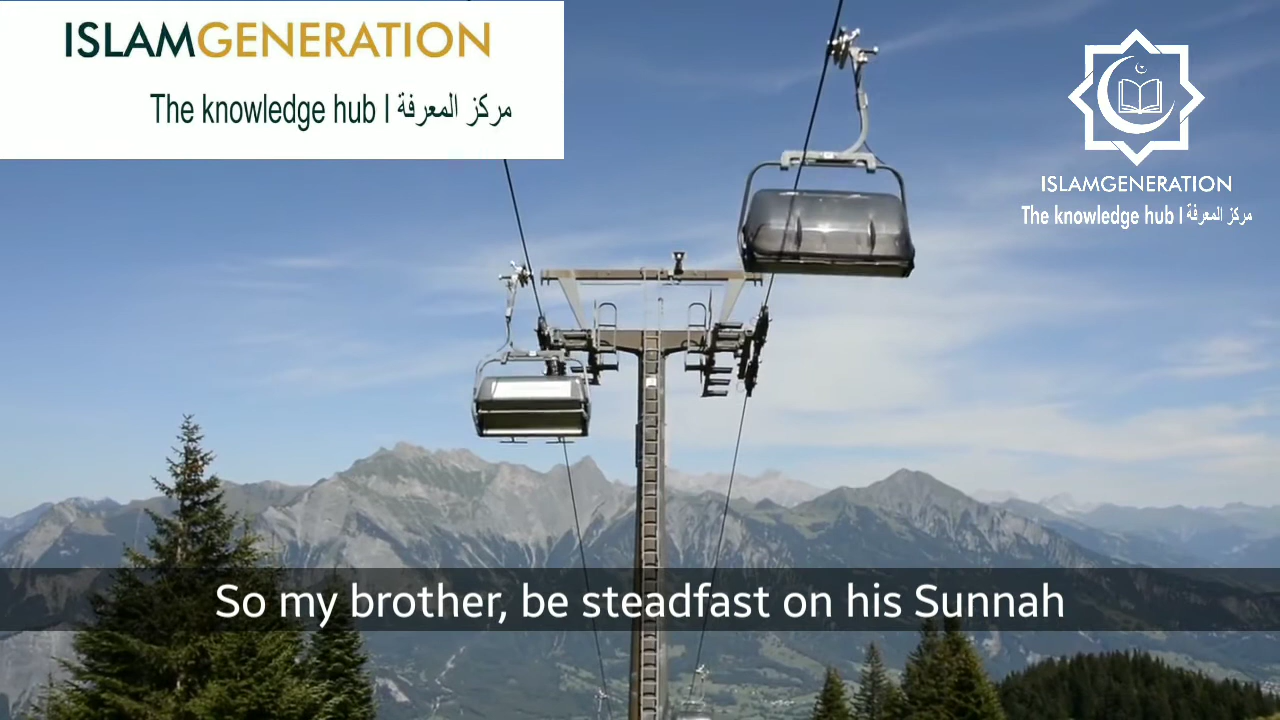 ISLAMGENERATION
The knowledge hub | مركز المعرفة
ISLAMGENERATION
The knowledge hub | مركز المعرفة
So my brother, be steadfast on his Sunnah